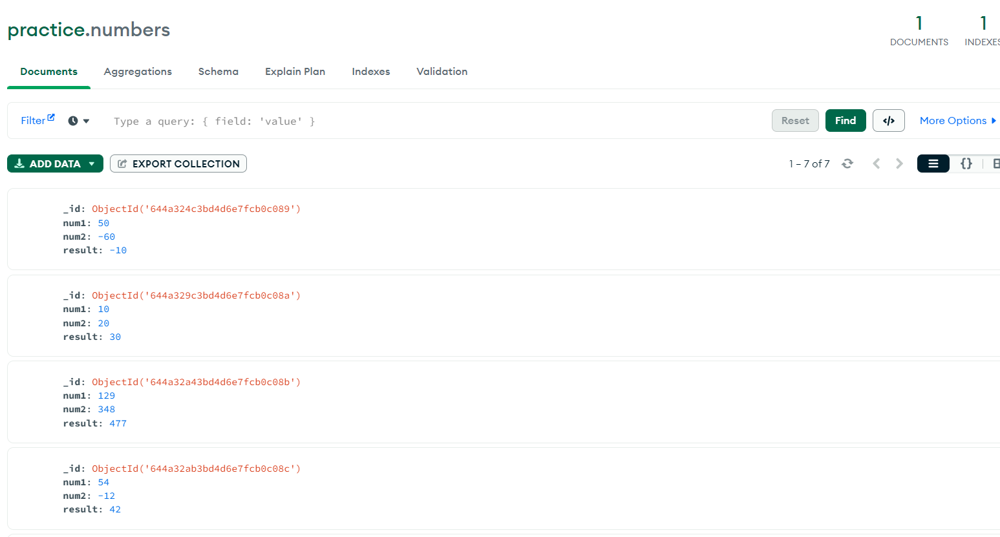 practice.numbers
1 DOCUMENTS
1 INDEXES
Documents Aggregations Schema Explain Plan Indexes Validation
Filter Type a query: { field: 'value' } Reset Find </> More Options
ADD DATA EXPORT COLLECTION 1 – 7 of 7 {}
_id: ObjectId('644a324c3bd4d6e7fcb0c089')
num1: 50
num2: -60
result: -10
_id: ObjectId('644a329c3bd4d6e7fcb0c08a')
num1: 10
num2: 20
result: 30
_id: ObjectId('644a32a43bd4d6e7fcb0c08b')
num1: 129
num2: 348
result: 477
_id: ObjectId('644a32ab3bd4d6e7fcb0c08c')
num1: 54
num2: -12
result: 42